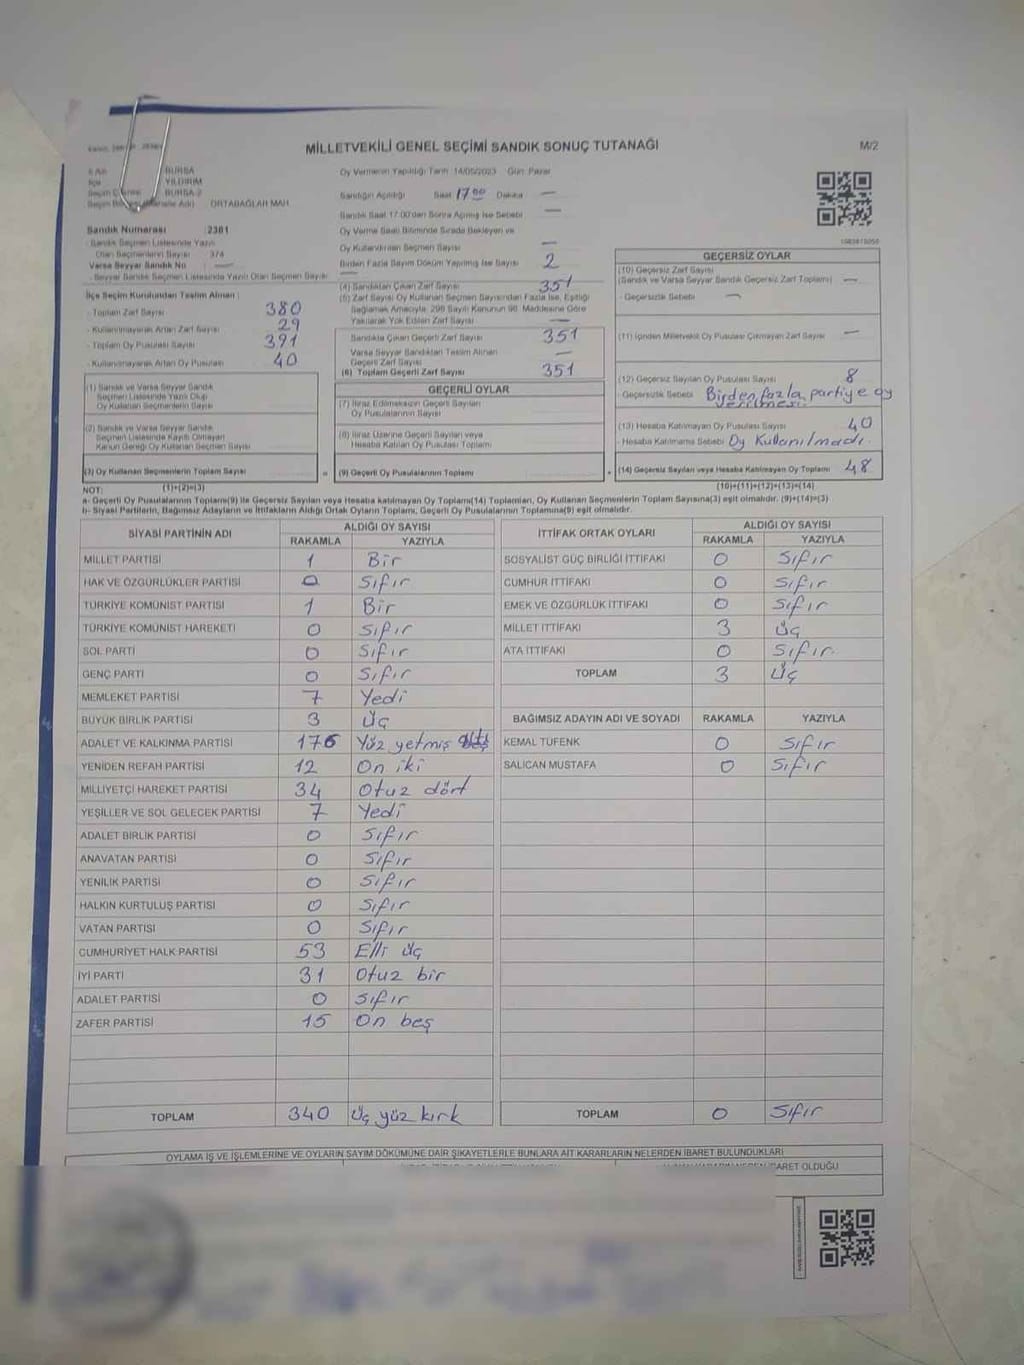 MİLLETVEKİLİ GENEL SEÇİMİ SANDIK SONUÇ TUTANAĞI
M/2
BURSA
YILDIRIM
BURSA-2
ORTABAĞLAR MAH.
Oy Vermenin Yapıldığı Tarih 14/05/2023 Gün Pazar
Sandığın Açıldığı Saat 17 00 Dakika —
Sandık Saat 17.00'dan Sonra Açılmış İse Sebebi —
Oy Verme Saati Bitiminde Sırada Bekleyen ve
Oy Kullandırılan Seçmen Sayısı —
Birden Fazla Sayım Döküm Yapılmış İse Sayısı 2
Sandık Numarası : 2381
- Sandık Seçmen Listesinde Yazılı
Olan Seçmenlerin Sayısı : 374
Varsa Seyyar Sandık No : —
- Seyyar Sandık Seçmen Listesinde Yazılı Olan Seçmen Sayısı: —
İlçe Seçim Kurulundan Teslim Alınan :
- Toplam Zarf Sayısı 380
- Kullanılmayarak Artan Zarf Sayısı 29
- Toplam Oy Pusulası Sayısı 391
- Kullanılmayarak Artan Oy Pusulası 40
(1) Sandık ve Varsa Seyyar Sandık
Seçmen Listesinde Yazılı Olup
Oy Kullanan Seçmenlerin Sayısı
(2) Sandık ve Varsa Seyyar Sandık
Seçmen Listesinde Kayıtlı Olmayan
Kanun Gereği Oy Kullanan Seçmen Sayısı
(3) Oy Kullanan Seçmenlerin Toplam Sayısı
(1)+(2)=(3)
(4) Sandıktan Çıkan Zarf Sayısı 351
(5) Zarf Sayısı Oy Kullanan Seçmen Sayısından Fazla İse, Eşitliği
Sağlamak Amacıyla, 298 Sayılı Kanunun 98. Maddesine Göre
Yakılarak Yok Edilen Zarf Sayısı —
Sandıkta Çıkan Geçerli Zarf Sayısı 351
Varsa Seyyar Sandıktan Teslim Alınan
Geçerli Zarf Sayısı —
(6) Toplam Geçerli Zarf Sayısı 351
GEÇERLİ OYLAR
(7) İtiraz Edilmeksizin Geçerli Sayılan
Oy Pusulalarının Sayısı
(8) İtiraz Üzerine Geçerli Sayılan veya
Hesaba Katılan Oy Pusulalarının Sayısı
= (9) Geçerli Oy Pusulalarının Toplamı
GEÇERSİZ OYLAR
(10) Geçersiz Zarf Sayısı
(Sandık ve Varsa Seyyar Sandık Geçersiz Zarf Toplamı) —
- Geçersizlik Sebebi —
(11) İçinden Milletvekili Oy Pusulası Çıkmayan Zarf Sayısı —
(12) Geçersiz Sayılan Oy Pusulası Sayısı 8
- Geçersizlik Sebebi Birden fazla partiye oy verilmesi
(13) Hesaba Katılmayan Oy Pusulası Sayısı 40
- Hesaba Katılmama Sebebi Oy Kullanılmadı.
+ (14) Geçersiz Sayılan veya Hesaba Katılmayan Oy Toplamı 48
(10)+(11)+(12)+(13)=(14)
NOT:
a- Geçerli Oy Pusulalarının Toplamı(9) ile Geçersiz Sayılan veya Hesaba katılmayan Oy Toplamı(14) Toplamları, Oy Kullanan Seçmenlerin Toplam Sayısına(3) eşit olmalıdır. (9)+(14)=(3)
b- Siyasi Partilerin, Bağımsız Adayların ve İttifakların Aldığı Ortak Oyların Toplamı, Geçerli Oy Pusulalarının Toplamına(9) eşit olmalıdır.
SİYASİ PARTİNİN ADI ALDIĞI OY SAYISI
RAKAMLA YAZIYLA
MİLLET PARTİSİ 1 Bir
HAK VE ÖZGÜRLÜKLER PARTİSİ 0 Sıfır
TÜRKİYE KOMÜNİST PARTİSİ 1 Bir
TÜRKİYE KOMÜNİST HAREKETİ 0 Sıfır
SOL PARTİ 0 Sıfır
GENÇ PARTİ 0 Sıfır
MEMLEKET PARTİSİ 7 Yedi
BÜYÜK BİRLİK PARTİSİ 3 Üç
ADALET VE KALKINMA PARTİSİ 176 Yüz yetmiş
YENİDEN REFAH PARTİSİ 12 On iki
MİLLİYETÇİ HAREKET PARTİSİ 34 Otuz dört
YEŞİLLER VE SOL GELECEK PARTİSİ 7 Yedi
ADALET BİRLİK PARTİSİ 0 Sıfır
ANAVATAN PARTİSİ 0 Sıfır
YENİLİK PARTİSİ 0 Sıfır
HALKIN KURTULUŞ PARTİSİ 0 Sıfır
VATAN PARTİSİ 0 Sıfır
CUMHURİYET HALK PARTİSİ 53 Elli üç
İYİ PARTİ 31 Otuz bir
ADALET PARTİSİ 0 Sıfır
ZAFER PARTİSİ 15 On beş
TOPLAM 340 Üç yüz kırk
İTTİFAK ORTAK OYLARI ALDIĞI OY SAYISI
RAKAMLA YAZIYLA
SOSYALİST GÜÇ BİRLİĞİ İTTİFAKI 0 Sıfır
CUMHUR İTTİFAKI 0 Sıfır
EMEK VE ÖZGÜRLÜK İTTİFAKI 0 Sıfır
MİLLET İTTİFAKI 3 Üç
ATA İTTİFAKI 0 Sıfır.
TOPLAM 3 Üç
BAĞIMSIZ ADAYIN ADI VE SOYADI RAKAMLA YAZIYLA
KEMAL TÜFENK 0 Sıfır
SALİCAN MUSTAFA 0 Sıfır
TOPLAM 0 Sıfır
OYLAMA İŞ VE İŞLEMLERİNE VE OYLARIN SAYIM DÖKÜMÜNE DAİR ŞİKAYETLERLE BUNLARA AİT KARARLARIN NELERDEN İBARET BULUNDUKLARI
OLDUĞU